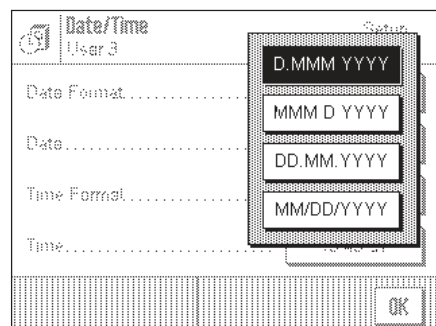 Date/Time
User 3
Setup
Date Format
Date
Time Format
Time
D.MMM YYYY
MMM D YYYY
DD.MM.YYYY
MM/DD/YYYY
OK